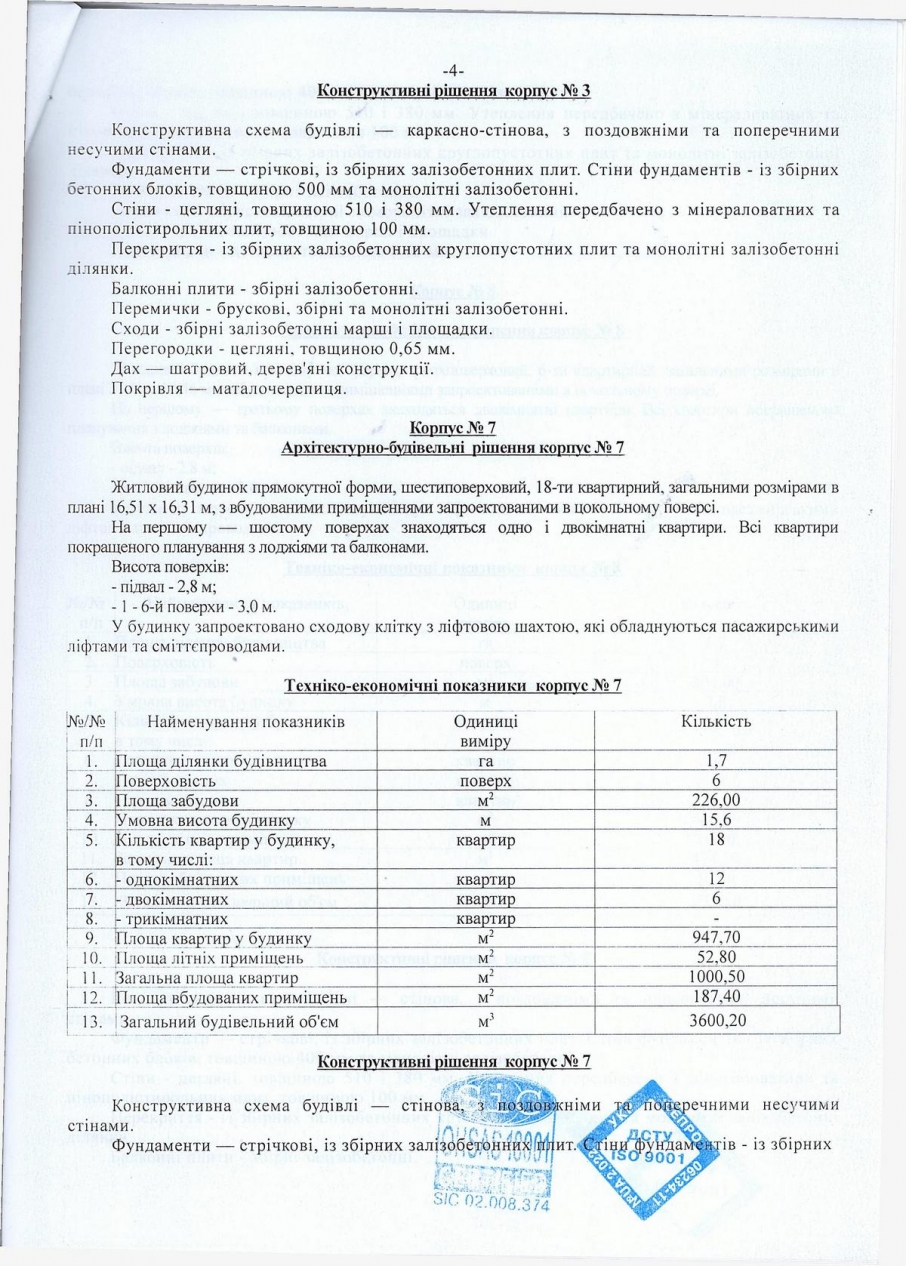 -4-
Конструктивні рішення корпус № 3
Конструктивна схема будівлі — каркасно-стінова, з поздовжніми та поперечними
несучими стінами.
Фундаменти — стрічкові, із збірних залізобетонних плит. Стіни фундаментів - із збірних
бетонних блоків, товщиною 500 мм та монолітні залізобетонні.
Стіни - цегляні, товщиною 510 і 380 мм. Утеплення передбачено з мінераловатних та
пінополістирольних плит, товщиною 100 мм.
Перекриття - із збірних залізобетонних круглопустотних плит та монолітні залізобетонні
ділянки.
Балконні плити - збірні залізобетонні.
Перемички - брускові, збірні та монолітні залізобетонні.
Сходи - збірні залізобетонні марші і площадки.
Перегородки - цегляні, товщиною 0,65 мм.
Дах — шатровий, дерев'яні конструкції.
Покрівля — маталочерепиця.
Корпус № 7
Архітектурно-будівельні рішення корпус № 7
Житловий будинок прямокутної форми, шестиповерховий, 18-ти квартирний, загальними розмірами в
плані 16,51 х 16,31 м, з вбудованими приміщеннями запроектованими в цокольному поверсі.
На першому — шостому поверхах знаходяться одно і двокімнатні квартири. Всі квартири
покращеного планування з лоджіями та балконами.
Висота поверхів:
- підвал - 2,8 м;
- 1 - 6-й поверхи - 3,0 м.
У будинку запроектовано сходову клітку з ліфтовою шахтою, які обладнуються пасажирськими
ліфтами та сміттєпроводами.
Техніко-економічні показники корпус № 7
№/№ Найменування показників Одиниці Кількість
п/п виміру
1. Площа ділянки будівництва га 1,7
2. Поверховість поверх 6
3. Площа забудови м² 226,00
4. Умовна висота будинку м 15,6
5. Кількість квартир у будинку, квартир 18
в тому числі:
6. - однокімнатних квартир 12
7. - двокімнатних квартир 6
8. - трикімнатних квартир -
9. Площа квартир у будинку м² 947,70
10. Площа літніх приміщень м² 52,80
11. Загальна площа квартир м² 1000,50
12. Площа вбудованих приміщень м² 187,40
13. Загальний будівельний об'єм м³ 3600,20
Конструктивні рішення корпус № 7
Конструктивна схема будівлі — стінова, з поздовжніми та поперечними несучими
стінами.
Фундаменти — стрічкові, із збірних залізобетонних плит. Стіни фундаментів - із збірних
OHSAS 18001
SIC 02.008.374
ДСТУ
ISO 9001